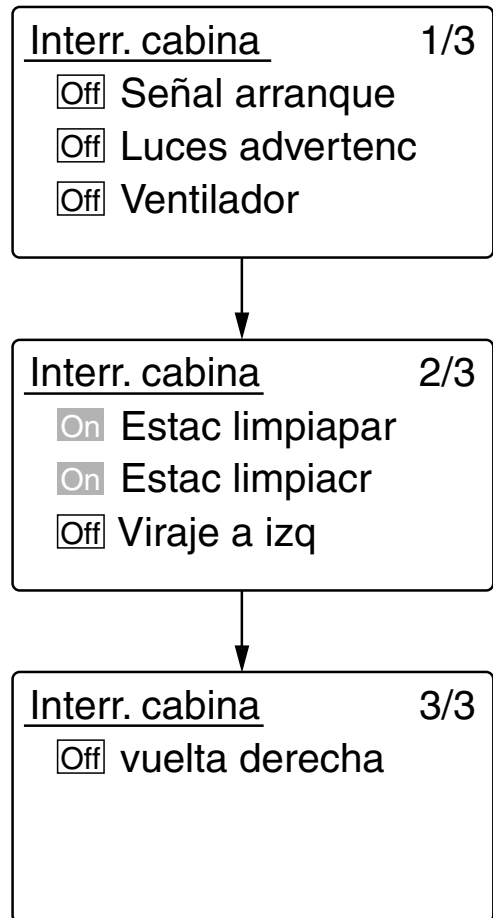 Interr. cabina 1/3
Off Señal arranque
Off Luces advertenc
Off Ventilador
Interr. cabina 2/3
On Estac limpiapar
On Estac limpiacr
Off Viraje a izq
Interr. cabina 3/3
Off vuelta derecha